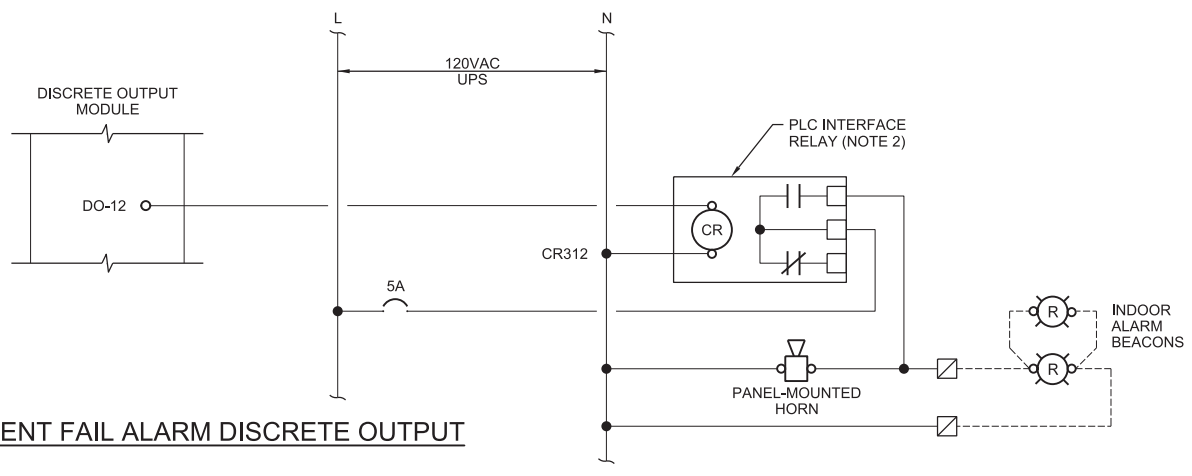 L
N
120VAC
UPS
DISCRETE OUTPUT
MODULE
PLC INTERFACE
RELAY (NOTE 2)
DO-12
CR
CR312
5A
R
INDOOR
ALARM
BEACONS
R
PANEL-MOUNTED
HORN
ENT FAIL ALARM DISCRETE OUTPUT